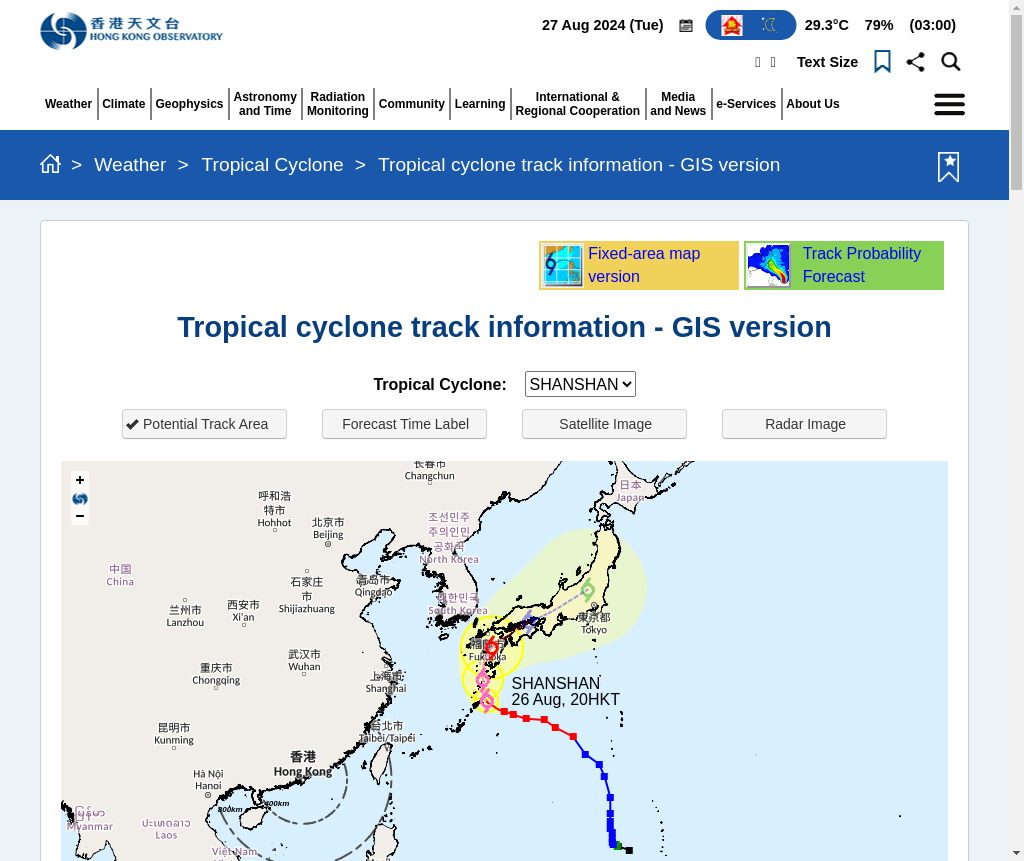 香港天文台
HONG KONG OBSERVATORY
27 Aug 2024 (Tue)
29.3°C 79% (03:00)
Text Size
Weather
Climate
Geophysics
Astronomy
and Time
Radiation
Monitoring
Community
Learning
International &
Regional Cooperation
Media
and News
e-Services
About Us
> Weather > Tropical Cyclone > Tropical cyclone track information - GIS version
Fixed-area map
version
Track Probability
Forecast
Tropical cyclone track information - GIS version
Tropical Cyclone: SHANSHAN
Potential Track Area
Forecast Time Label
Satellite Image
Radar Image
+
−
长春市
Changchun
日本
Japan
呼和浩
特市
Hohhot
北京市
Beijing
조선민주
주의인민
공화국
North Korea
中国
China
石家庄
市
Shijiazhuang
青岛市
Qingdao
대한민국
South Korea
兰州市
Lanzhou
西安市
Xi'an
東京都
Tokyo
福岡市
Fukuoka
武汉市
Wuhan
重庆市
Chongqing
上海市
Shanghai
SHANSHAN
26 Aug, 20HKT
昆明市
Kunming
台北市
Taibei/Taipei
香港
Hong Kong
Hà Nội
Hanoi
800km
400km
မြန်မာ
Myanmar
ປະເທດລາວ
Laos
Việt Nam